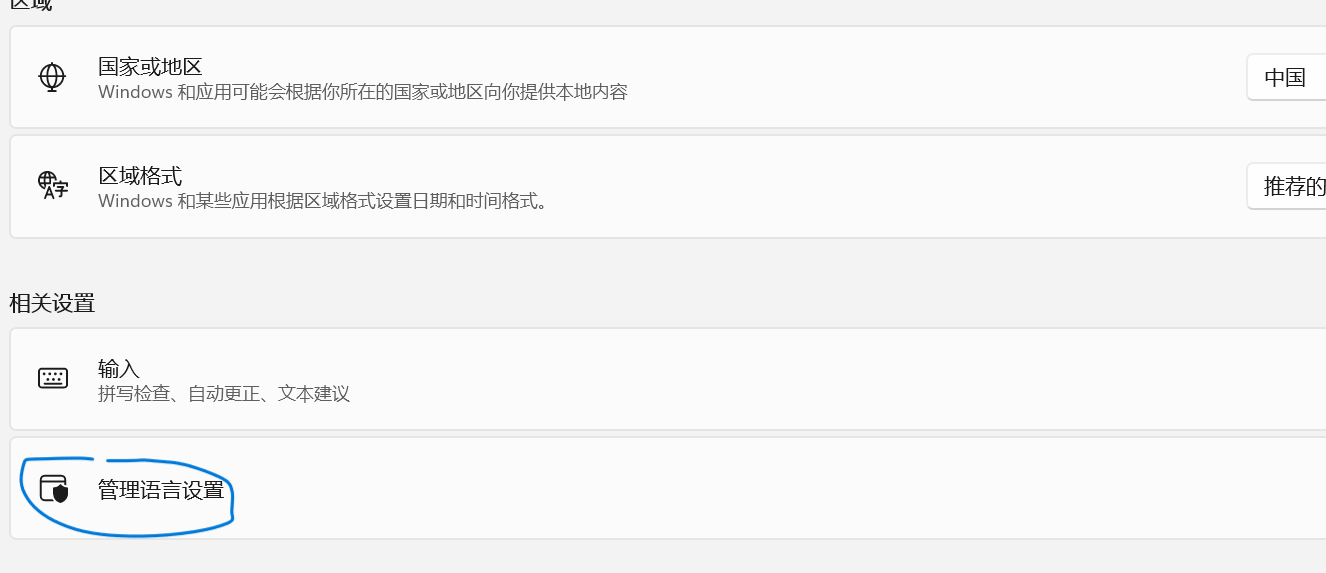 区域
国家或地区
Windows 和应用可能会根据你所在的国家或地区向你提供本地内容
中国
区域格式
Windows 和某些应用根据区域格式设置日期和时间格式。
推荐的
相关设置
输入
拼写检查、自动更正、文本建议
管理语言设置